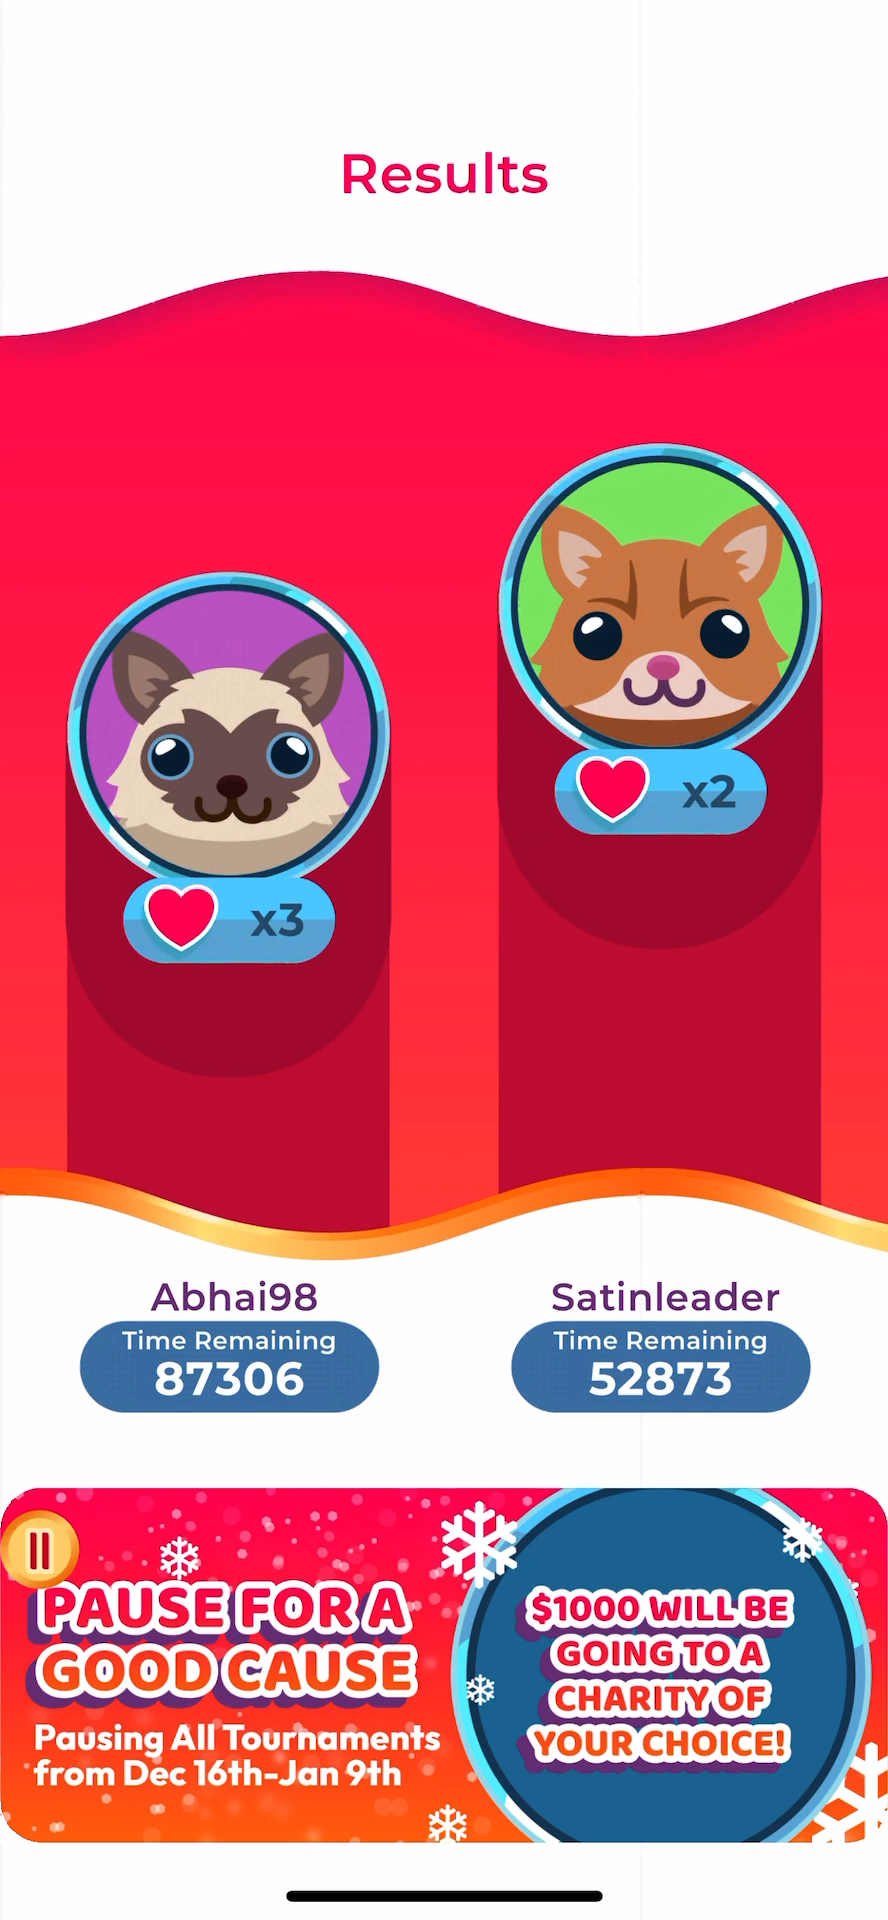 Results
x2
x3
Abhai98
Satinleader
Time Remaining
87306
Time Remaining
52873
PAUSE FOR A
GOOD CAUSE
Pausing All Tournaments
from Dec 16th-Jan 9th
$1000 WILL BE
GOING TO A
CHARITY OF
YOUR CHOICE!